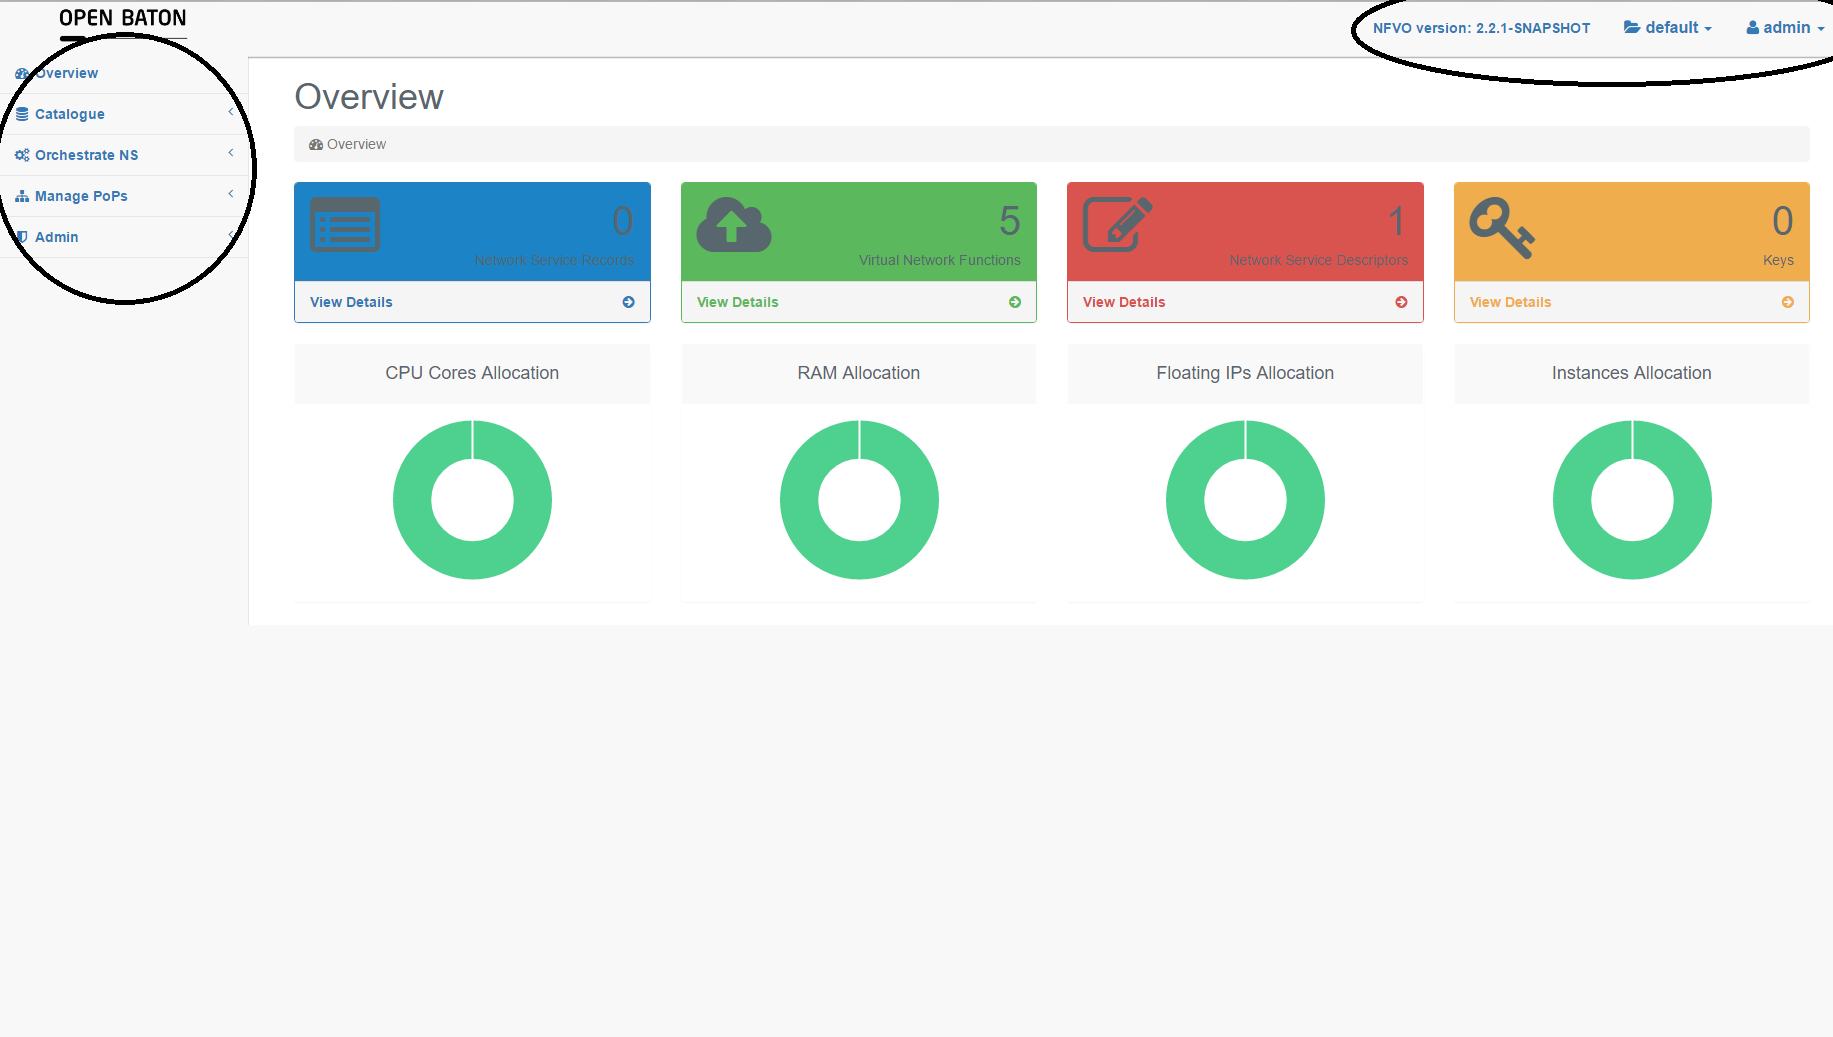 OPEN BATON
NFVO version: 2.2.1-SNAPSHOT default admin
Overview
Catalogue
Orchestrate NS
Manage PoPs
Admin
Overview
Overview
0
Network Service Records
View Details
5
Virtual Network Functions
View Details
1
Network Service Descriptors
View Details
0
Keys
View Details
CPU Cores Allocation
RAM Allocation
Floating IPs Allocation
Instances Allocation